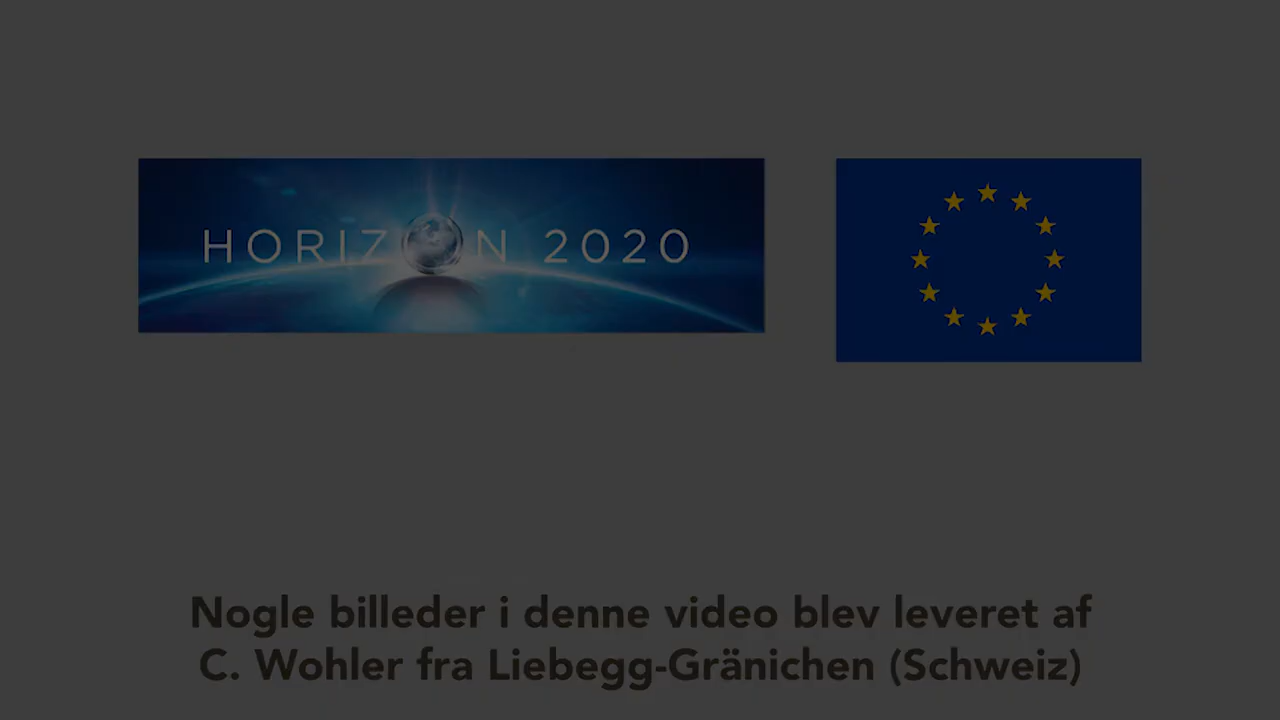 HORIZON 2020
Nogle billeder i denne video blev leveret af
C. Wohler fra Liebegg-Gränichen (Schweiz)